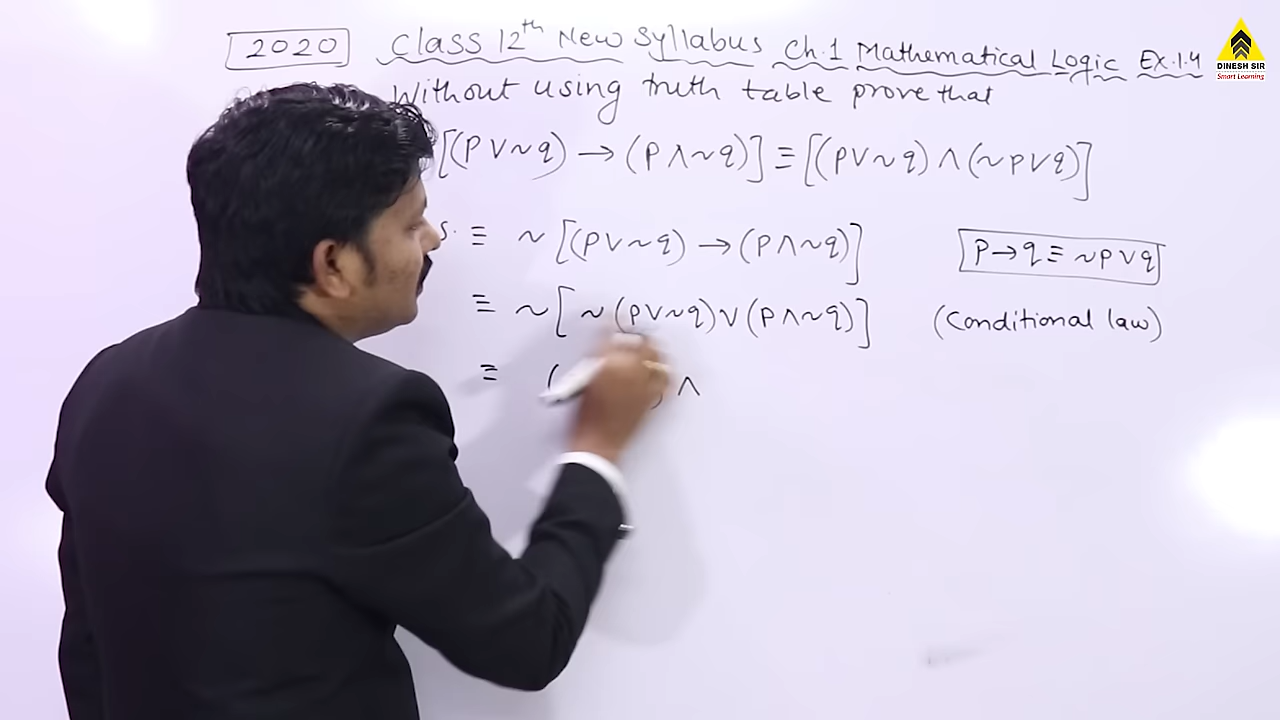 2020 Class 12th New Syllabus Ch.1 Mathematical Logic Ex.1.4
DINESH SIR
Smart Learning
Without using truth table prove that
[(p∨~q) → (p∧~q)] ≡ [(p∨~q) ∧ (~p∨q)]
S. ≡ ~[(p∨~q) → (p∧~q)]
p→q ≡ ~p∨q
≡ ~[~(p∨~q) ∨ (p∧~q)] (Conditional law)
≡ ( ) ∧